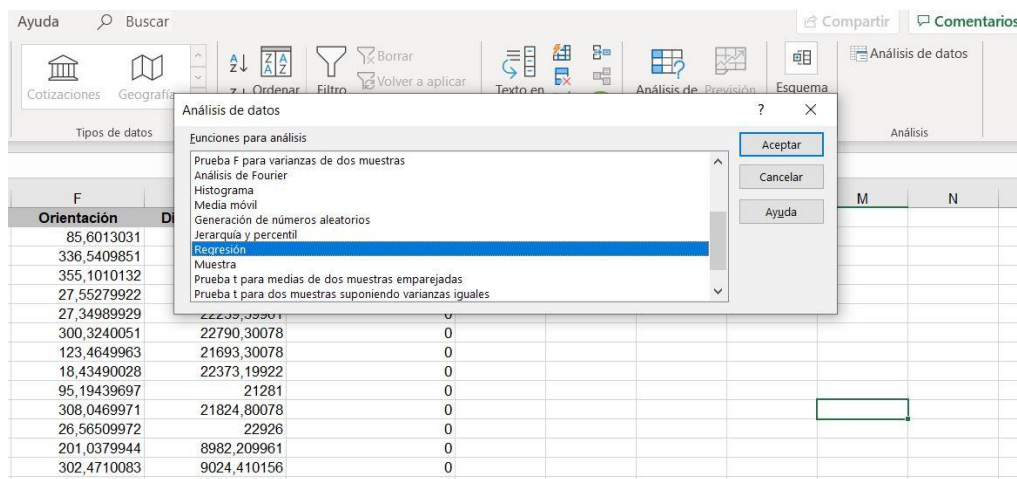 Ayuda Buscar Compartir Comentarios
Borrar Análisis de datos
Volver a aplicar
Cotizaciones Geografía Ordenar Filtro Texto en Análisis de Previsión Esquema
Tipos de datos Análisis
Análisis de datos ? ×
Funciones para análisis
Aceptar
Cancelar
Ayuda
Prueba F para varianzas de dos muestras
Análisis de Fourier
Histograma
Media móvil
Generación de números aleatorios
Jerarquía y percentil
Regresión
Muestra
Prueba t para medias de dos muestras emparejadas
Prueba t para dos muestras suponiendo varianzas iguales
F M N
Orientación Di
85,6013031
336,5409851
355,1010132
27,55279922
27,34989929 22259,59961 0
300,3240051 22790,30078 0
123,4649963 21693,30078 0
18,43490028 22373,19922 0
95,19439697 21281 0
308,0469971 21824,80078 0
26,56509972 22926 0
201,0379944 8982,209961 0
302,4710083 9024,410156 0